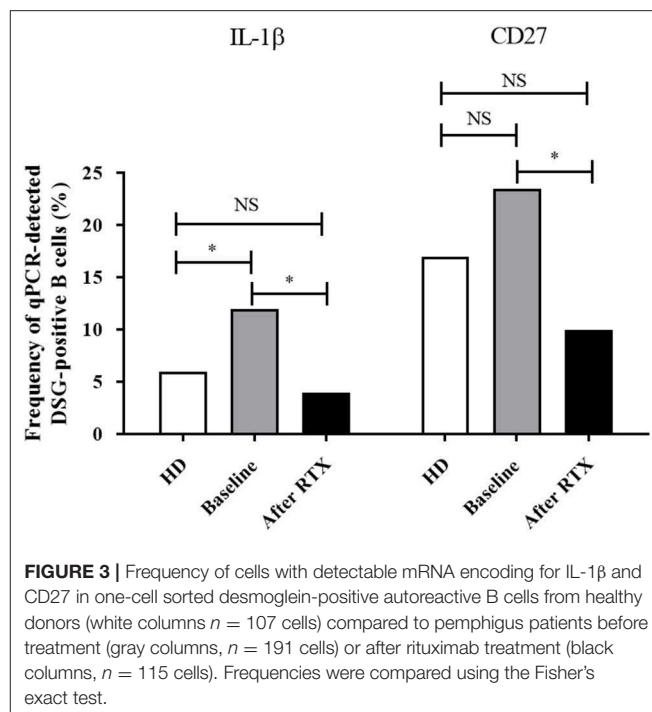 IL-1β
CD27
NS
NS
NS
*
*
*
Frequency of qPCR-detected
DSG-positive B cells (%)
25
20
15
10
5
0
HD
Baseline
After RTX
HD
Baseline
After RTX
FIGURE 3 | Frequency of cells with detectable mRNA encoding for IL-1β and
CD27 in one-cell sorted desmoglein-positive autoreactive B cells from healthy
donors (white columns n = 107 cells) compared to pemphigus patients before
treatment (gray columns, n = 191 cells) or after rituximab treatment (black
columns, n = 115 cells). Frequencies were compared using the Fisher's
exact test.